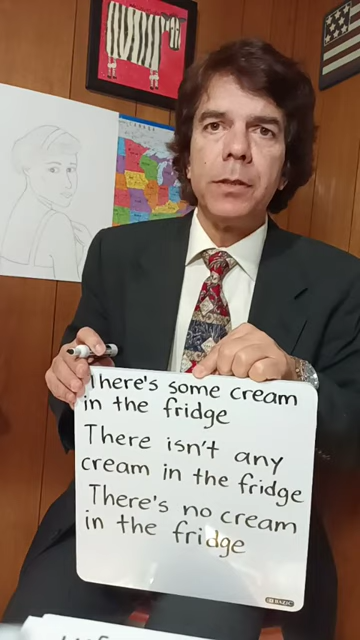 There's some cream
in the fridge
There isn't any
cream in the fridge
There's no cream
in the fridge
BAZIC